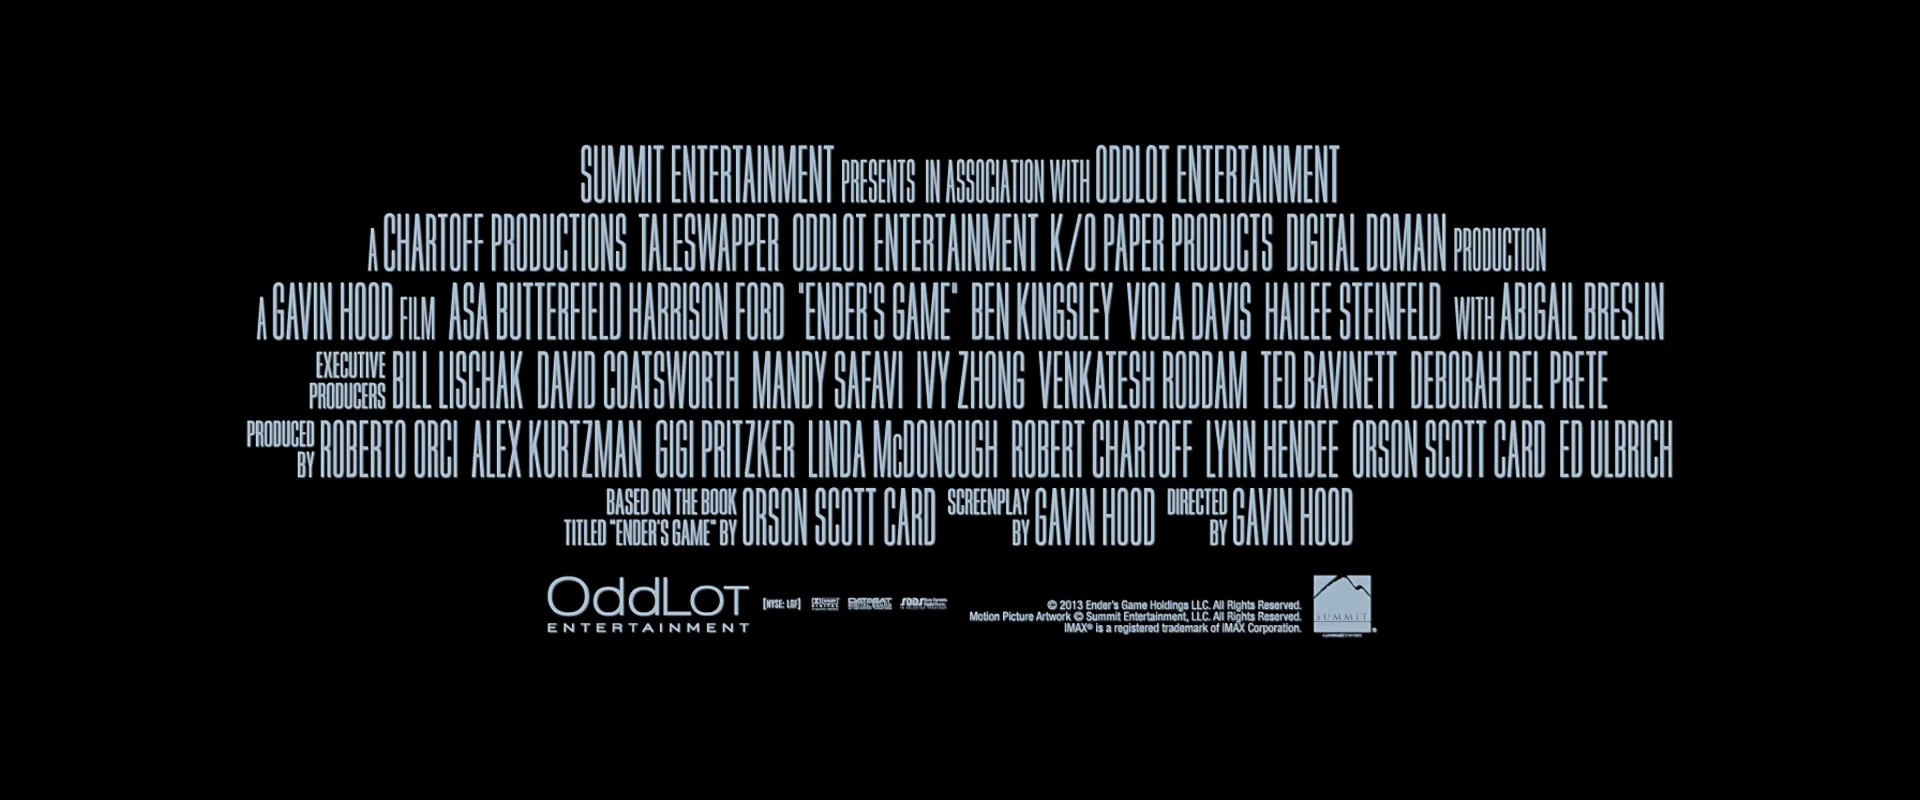 SUMMIT ENTERTAINMENT PRESENTS IN ASSOCIATION WITH ODDLOT ENTERTAINMENT
A CHARTOFF PRODUCTIONS TALESWAPPER ODDLOT ENTERTAINMENT K/O PAPER PRODUCTS DIGITAL DOMAIN PRODUCTION
A GAVIN HOOD FILM ASA BUTTERFIELD HARRISON FORD "ENDER'S GAME" BEN KINGSLEY VIOLA DAVIS HAILEE STEINFELD WITH ABIGAIL BRESLIN
EXECUTIVE PRODUCERS BILL LISCHAK DAVID COATSWORTH MANDY SAFAVI IVY ZHONG VENKATESH RODDAM TED RAVINETT DEBORAH DEL PRETE
PRODUCED BY ROBERTO ORCI ALEX KURTZMAN GIGI PRITZKER LINDA McDONOUGH ROBERT CHARTOFF LYNN HENDEE ORSON SCOTT CARD ED ULBRICH
BASED ON THE BOOK TITLED "ENDER'S GAME" BY ORSON SCOTT CARD SCREENPLAY BY GAVIN HOOD DIRECTED BY GAVIN HOOD
OddLot
ENTERTAINMENT
[NYSE: LGF]
DOLBY DIGITAL
DATASAT
SDDS
© 2013 Ender's Game Holdings LLC. All Rights Reserved.
Motion Picture Artwork © Summit Entertainment, LLC. All Rights Reserved.
IMAX® is a registered trademark of IMAX Corporation.
SUMMIT